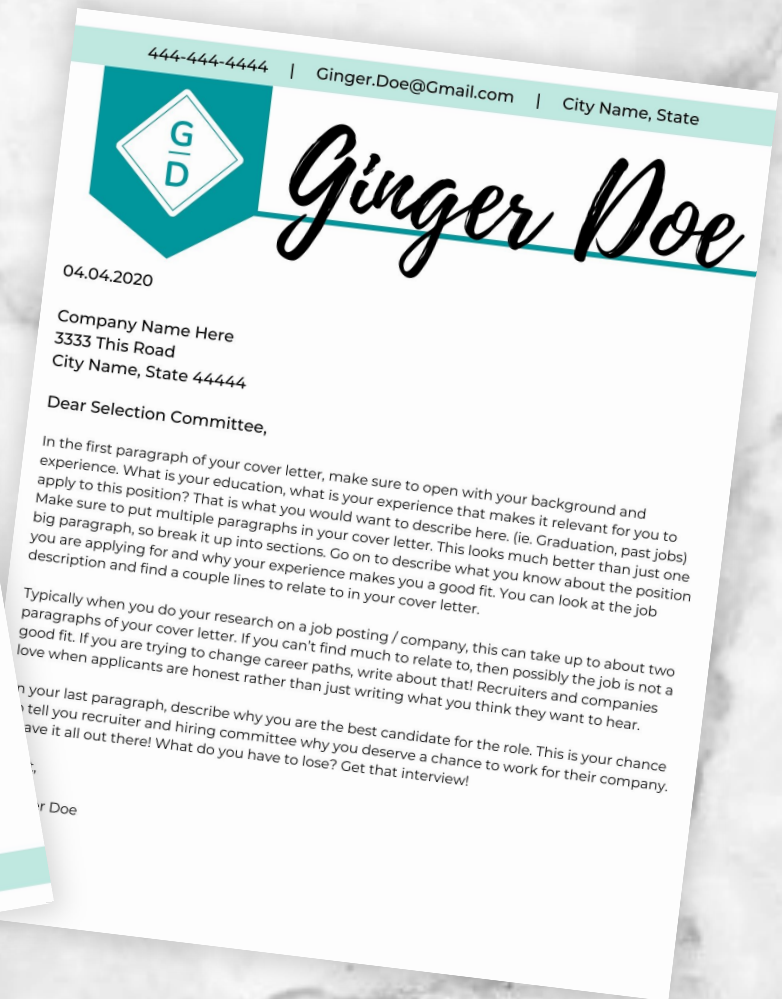 444-444-4444 | Ginger.Doe@Gmail.com | City Name, State
G
D
Ginger Doe
04.04.2020
Company Name Here
3333 This Road
City Name, State 44444
Dear Selection Committee,
In the first paragraph of your cover letter, make sure to open with your background and
experience. What is your education, what is your experience that makes it relevant for you to
apply to this position? That is what you would want to describe here. (ie. Graduation, past jobs)
Make sure to put multiple paragraphs in your cover letter. This looks much better than just one
big paragraph, so break it up into sections. Go on to describe what you know about the position
you are applying for and why your experience makes you a good fit. You can look at the job
description and find a couple lines to relate to in your cover letter.
Typically when you do your research on a job posting / company, this can take up to about two
paragraphs of your cover letter. If you can't find much to relate to, then possibly the job is not a
good fit. If you are trying to change career paths, write about that! Recruiters and companies
love when applicants are honest rather than just writing what you think they want to hear.
your last paragraph, describe why you are the best candidate for the role. This is your chance
tell you recruiter and hiring committee why you deserve a chance to work for their company.
it all out there! What do you have to lose? Get that interview!
Doe